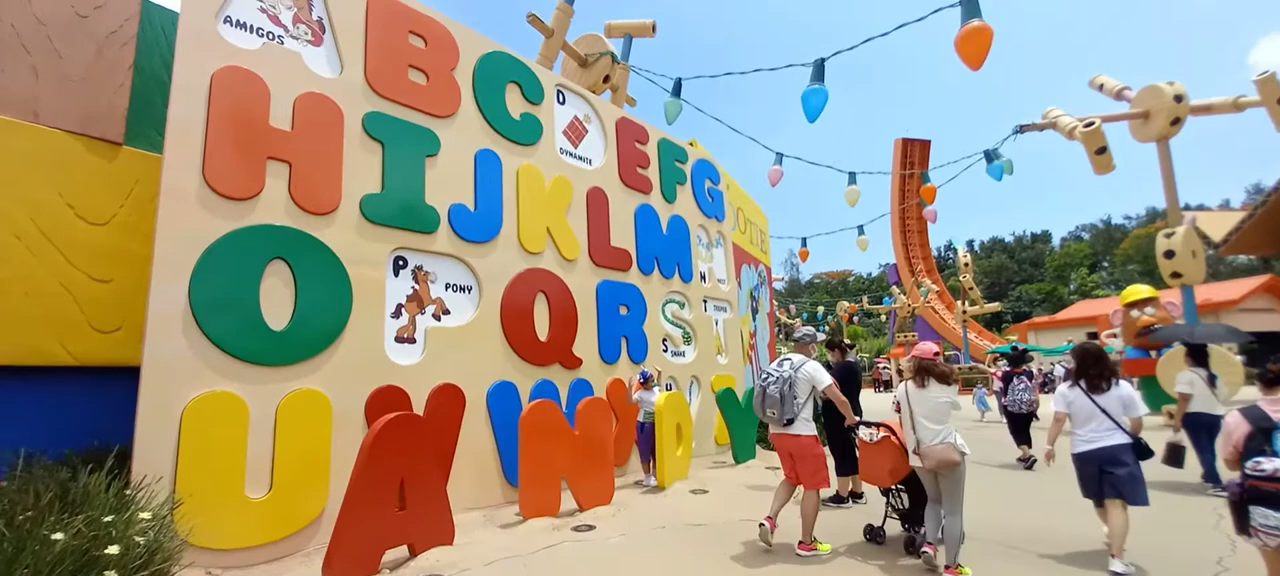 AMIGOS
B C
D
DYNAMITE
E F G
H I J K L M
N
O
P
PONY
Q R
S
SNAKE
T
U
A N D Y